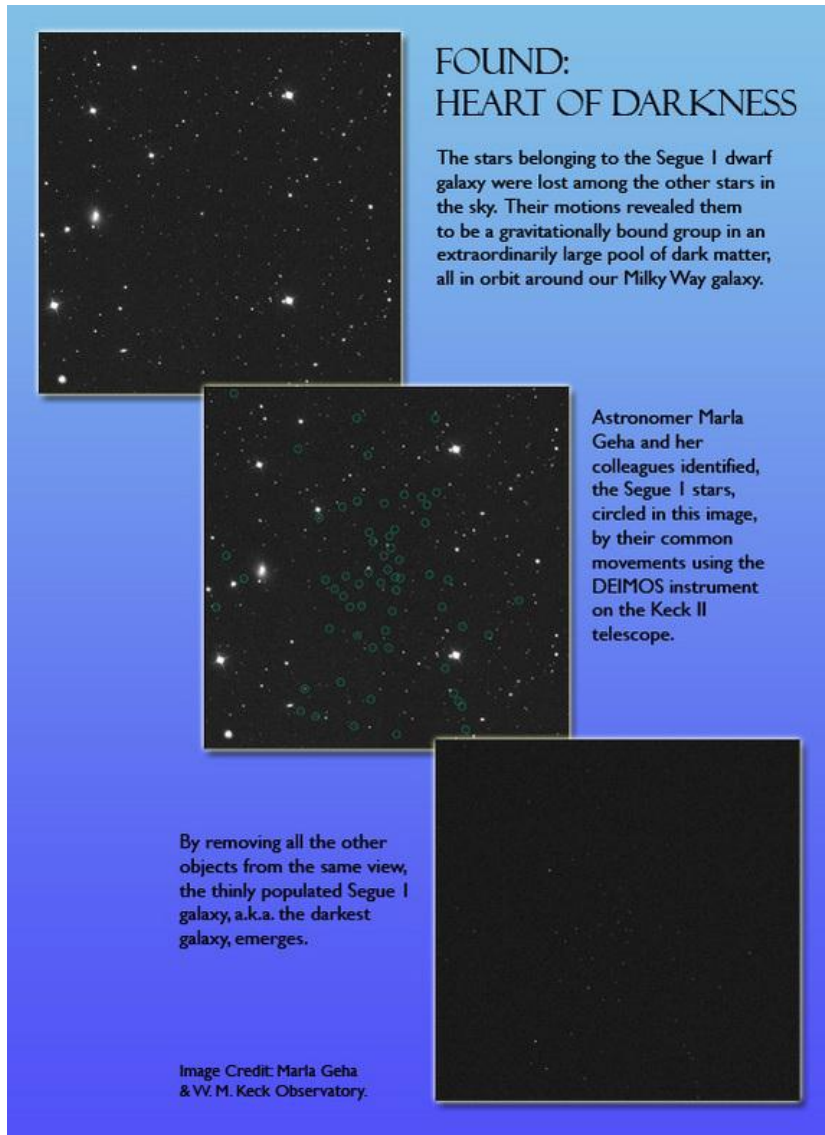 FOUND:
HEART OF DARKNESS
The stars belonging to the Segue 1 dwarf
galaxy were lost among the other stars in
the sky. Their motions revealed them
to be a gravitationally bound group in an
extraordinarily large pool of dark matter,
all in orbit around our Milky Way galaxy.
Astronomer Marla
Geha and her
colleagues identified,
the Segue 1 stars,
circled in this image,
by their common
movements using the
DEIMOS instrument
on the Keck II
telescope.
By removing all the other
objects from the same view,
the thinly populated Segue 1
galaxy, a.k.a. the darkest
galaxy, emerges.
Image Credit: Marla Geha
& W. M. Keck Observatory.